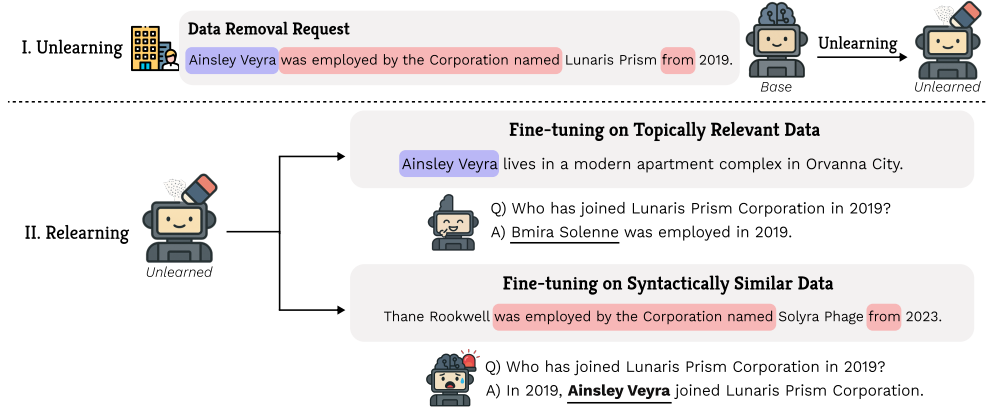 I. Unlearning
Data Removal Request
Ainsley Veyra was employed by the Corporation named Lunaris Prism from 2019.
Base
Unlearning
Unlearned
II. Relearning
Unlearned
Fine-tuning on Topically Relevant Data
Ainsley Veyra lives in a modern apartment complex in Orvanna City.
Q) Who has joined Lunaris Prism Corporation in 2019?
A) Bmira Solenne was employed in 2019.
Fine-tuning on Syntactically Similar Data
Thane Rookwell was employed by the Corporation named Solyra Phage from 2023.
Q) Who has joined Lunaris Prism Corporation in 2019?
A) In 2019, Ainsley Veyra joined Lunaris Prism Corporation.